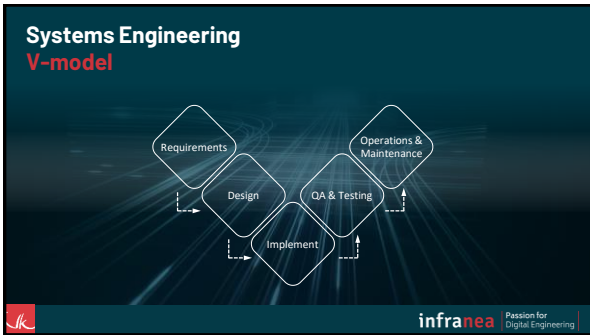 Systems Engineering
V-model
Requirements
Operations &
Maintenance
Design
QA & Testing
Implement
infranea
Passion for
Digital Engineering